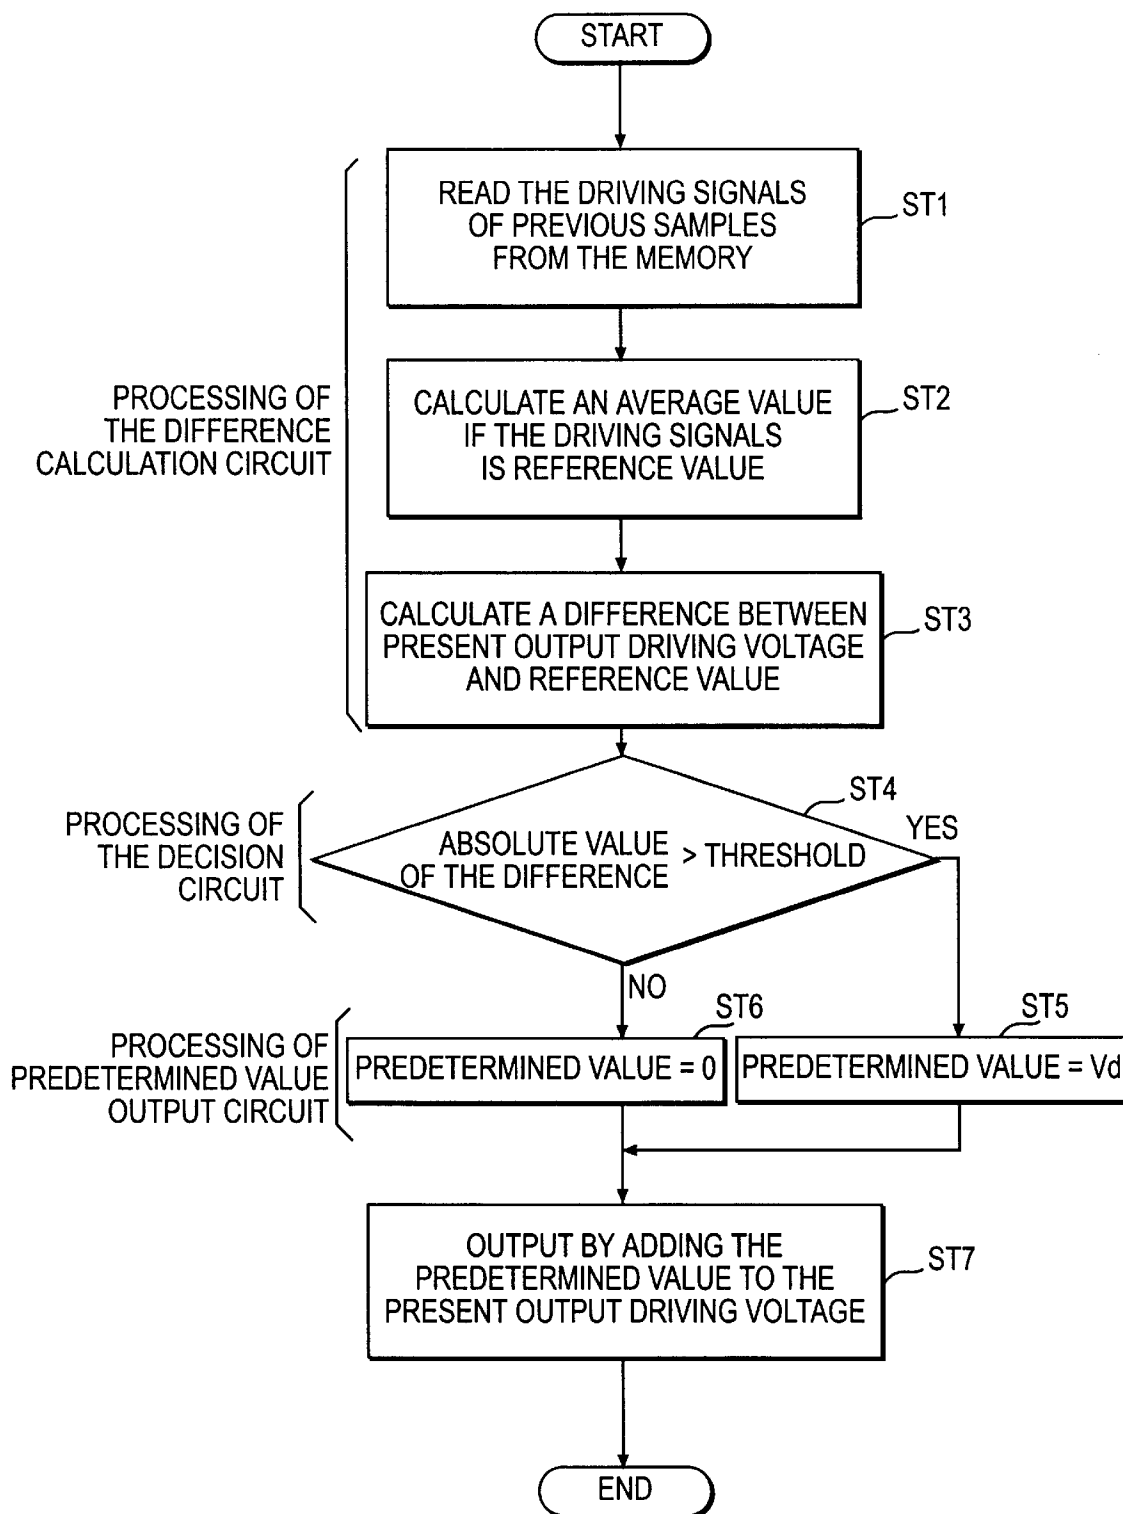 START
READ THE DRIVING SIGNALS
OF PREVIOUS SAMPLES
FROM THE MEMORY
ST1
PROCESSING OF
THE DIFFERENCE
CALCULATION CIRCUIT
CALCULATE AN AVERAGE VALUE
IF THE DRIVING SIGNALS
IS REFERENCE VALUE
ST2
CALCULATE A DIFFERENCE BETWEEN
PRESENT OUTPUT DRIVING VOLTAGE
AND REFERENCE VALUE
ST3
PROCESSING OF
THE DECISION
CIRCUIT
ABSOLUTE VALUE
OF THE DIFFERENCE
> THRESHOLD
ST4
YES
NO
PROCESSING OF
PREDETERMINED VALUE
OUTPUT CIRCUIT
ST6
PREDETERMINED VALUE = 0
ST5
PREDETERMINED VALUE = Vd
OUTPUT BY ADDING THE
PREDETERMINED VALUE TO THE
PRESENT OUTPUT DRIVING VOLTAGE
ST7
END